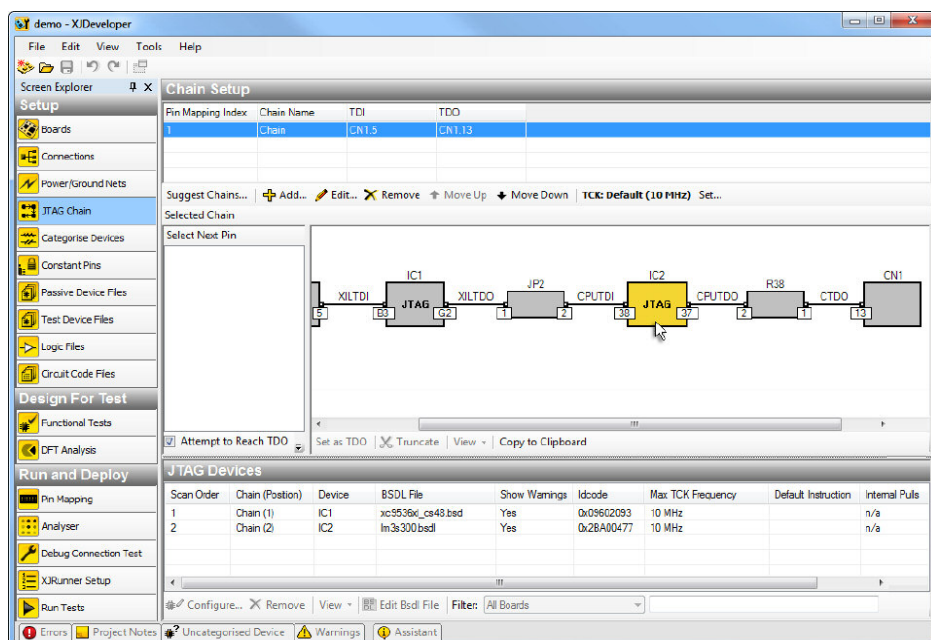 demo - XJDeveloper
File Edit View Tools Help
Screen Explorer
Setup
Boards
Connections
Power/Ground Nets
JTAG Chain
Categorise Devices
Constant Pins
Passive Device Files
Test Device Files
Logic Files
Circuit Code Files
Design For Test
Functional Tests
DFT Analysis
Run and Deploy
Pin Mapping
Analyser
Debug Connection Test
XJRunner Setup
Run Tests
Chain Setup
Pin Mapping Index Chain Name TDI TDO
1 Chain CN1.5 CN1.13
Suggest Chains... Add... Edit... Remove Move Up Move Down TCK: Default (10 MHz) Set...
Selected Chain
Select Next Pin
IC1 JP2 IC2 R38 CN1
XILTDI JTAG XILTDO CPUTDI JTAG CPUTDO CTDO
5 B3 G2 1 2 38 37 2 1 13
Attempt to Reach TDO Set as TDO Truncate View Copy to Clipboard
JTAG Devices
Scan Order Chain (Position) Device BSDL File Show Warnings Idcode Max TCK Frequency Default Instruction Internal Pulls
1 Chain (1) IC1 xc9536xl_cs48.bsd Yes 0x09602093 10 MHz n/a
2 Chain (2) IC2 lm3s300.bsdl Yes 0x2BA00477 10 MHz n/a
Configure... Remove View Edit Bsdl File Filter: All Boards
Errors Project Notes Uncategorised Device Warnings Assistant